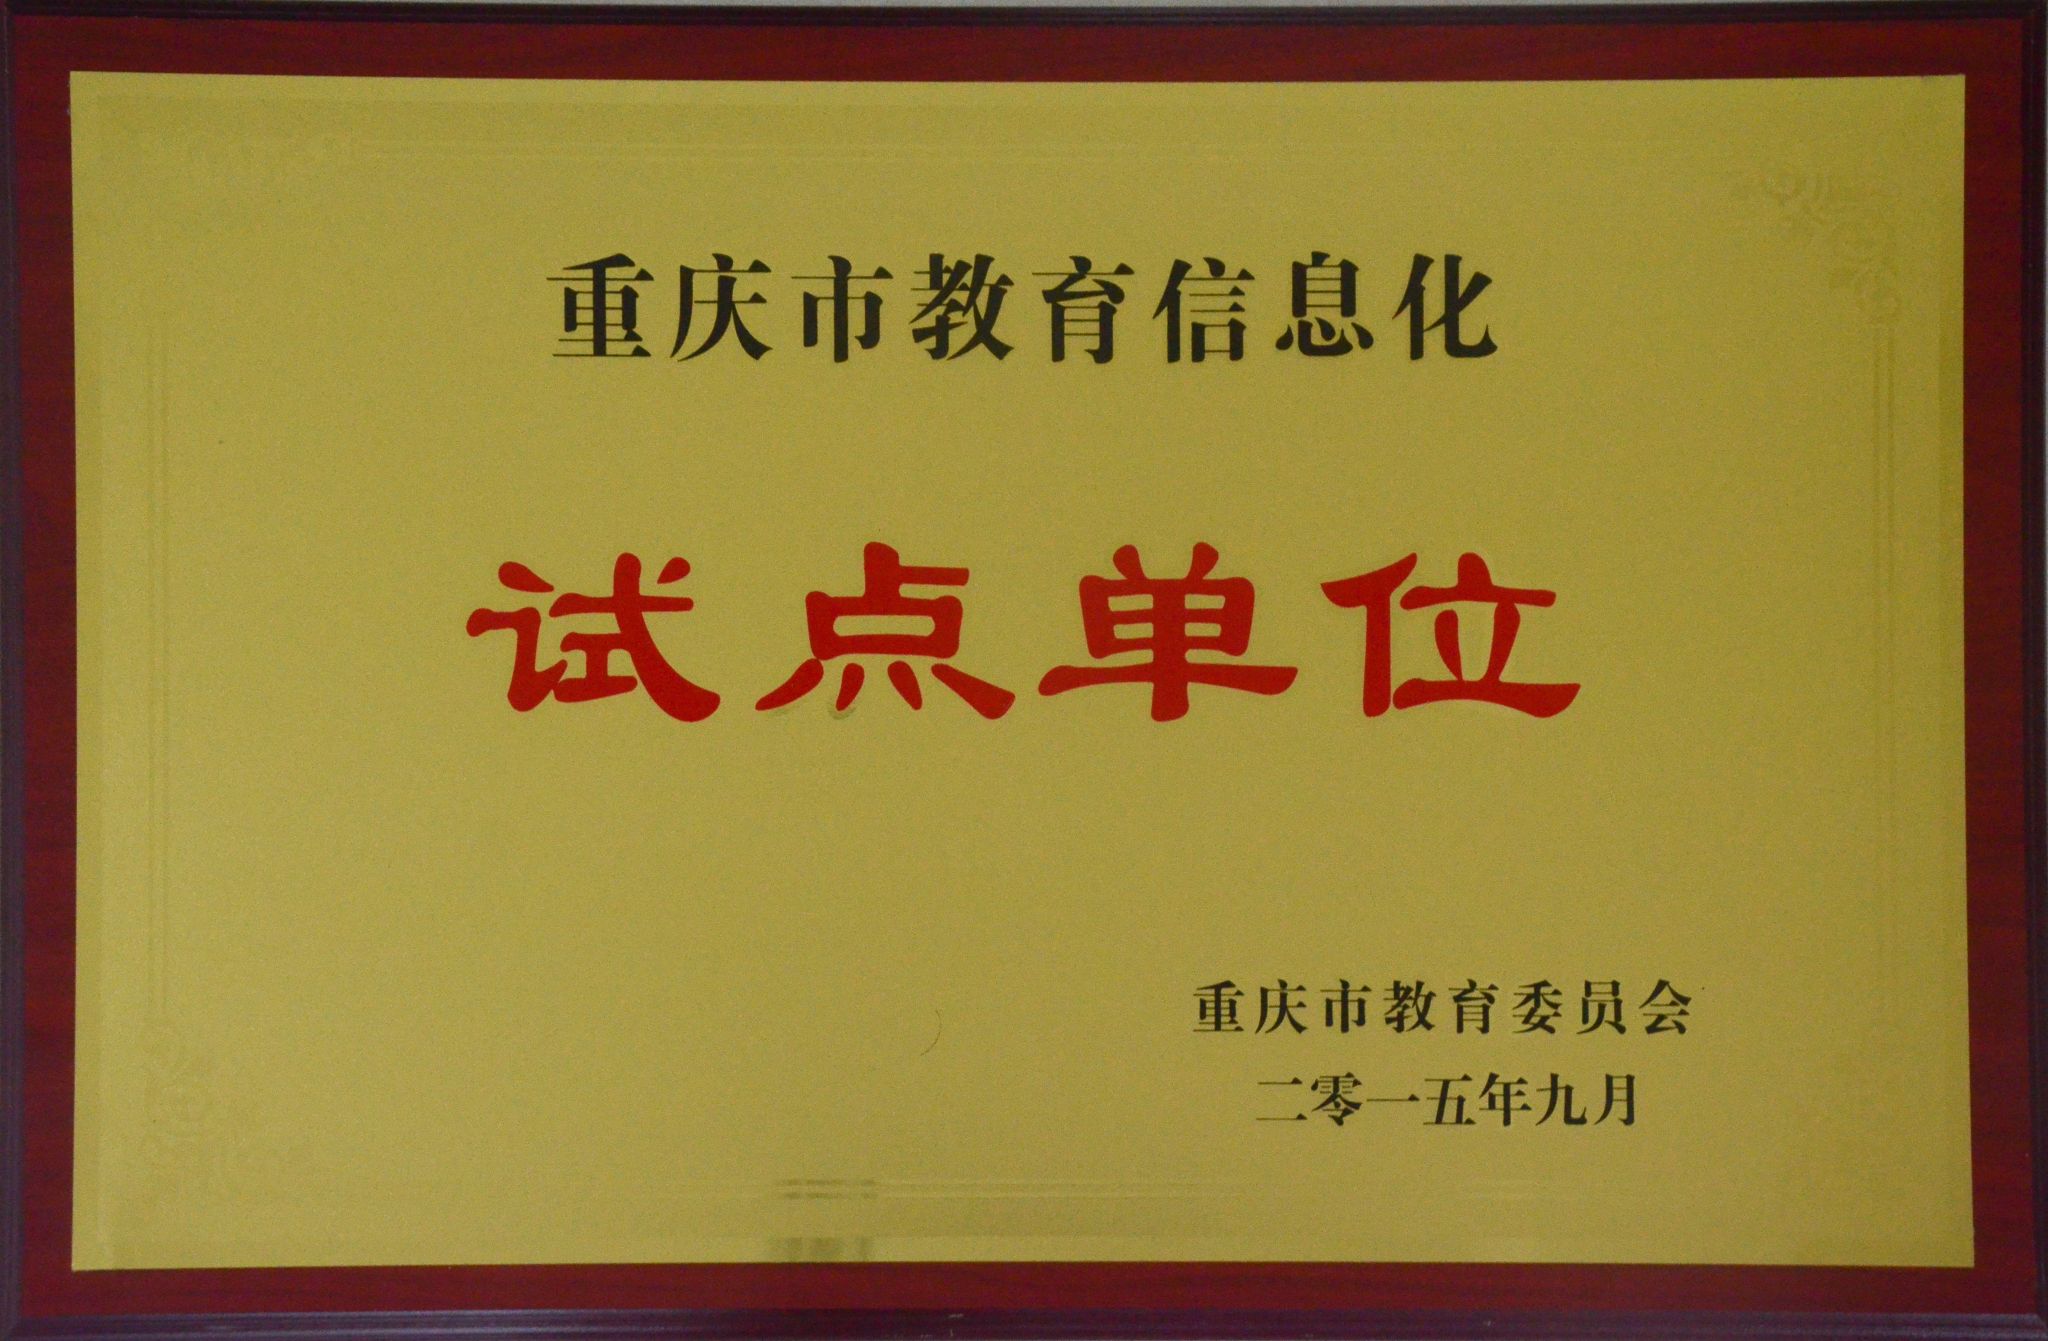 重庆市教育信息化
试点单位
重庆市教育委员会
二零一五年九月